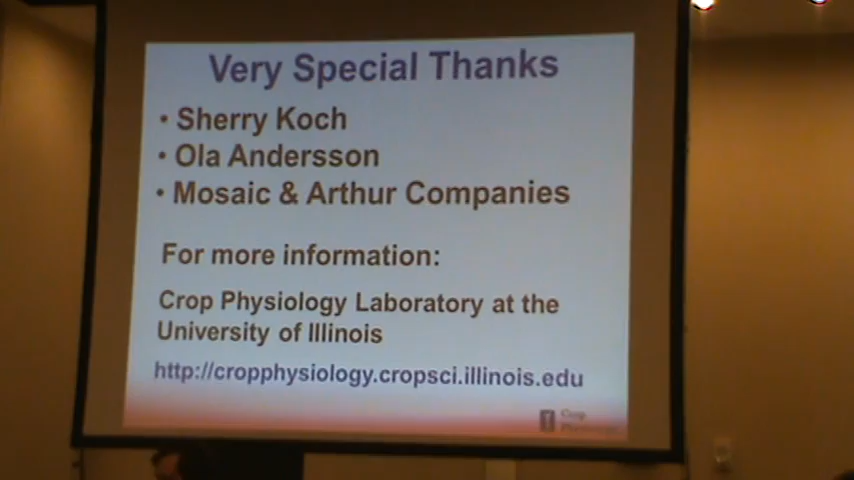 Very Special Thanks
• Sherry Koch
• Ola Andersson
• Mosaic & Arthur Companies
For more information:
Crop Physiology Laboratory at the
University of Illinois
http://cropphysiology.cropsci.illinois.edu
I
Crop